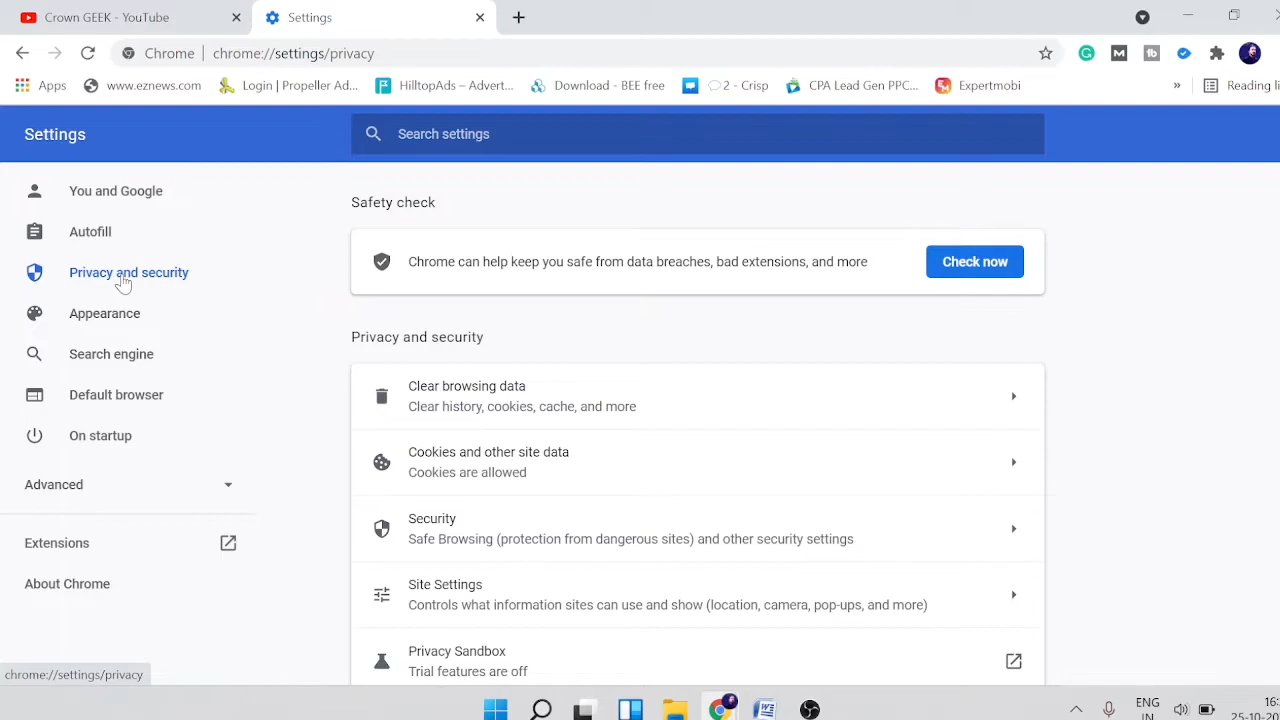 Crown GEEK - YouTube
Settings
Chrome
chrome://settings/privacy
Apps
www.eznews.com
Login | Propeller Ad...
HilltopAds – Advert...
Download - BEE free
2 - Crisp
CPA Lead Gen PPC...
Expertmobi
»
Reading li
Settings
Search settings
You and Google
Autofill
Privacy and security
Appearance
Search engine
Default browser
On startup
Advanced
Extensions
About Chrome
Safety check
Chrome can help keep you safe from data breaches, bad extensions, and more
Check now
Privacy and security
Clear browsing data
Clear history, cookies, cache, and more
Cookies and other site data
Cookies are allowed
Security
Safe Browsing (protection from dangerous sites) and other security settings
Site Settings
Controls what information sites can use and show (location, camera, pop-ups, and more)
Privacy Sandbox
Trial features are off
chrome://settings/privacy
ENG
IN
16
25-10-20